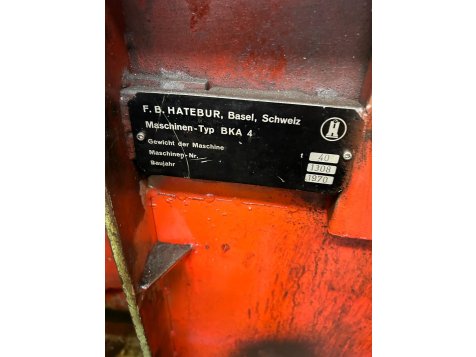 F. B. HATEBUR, Basel, Schweiz
Maschinen-Typ BKA 4
Gewicht der Maschine t 40
Maschinen-Nr. 1308
Baujahr 1970
H